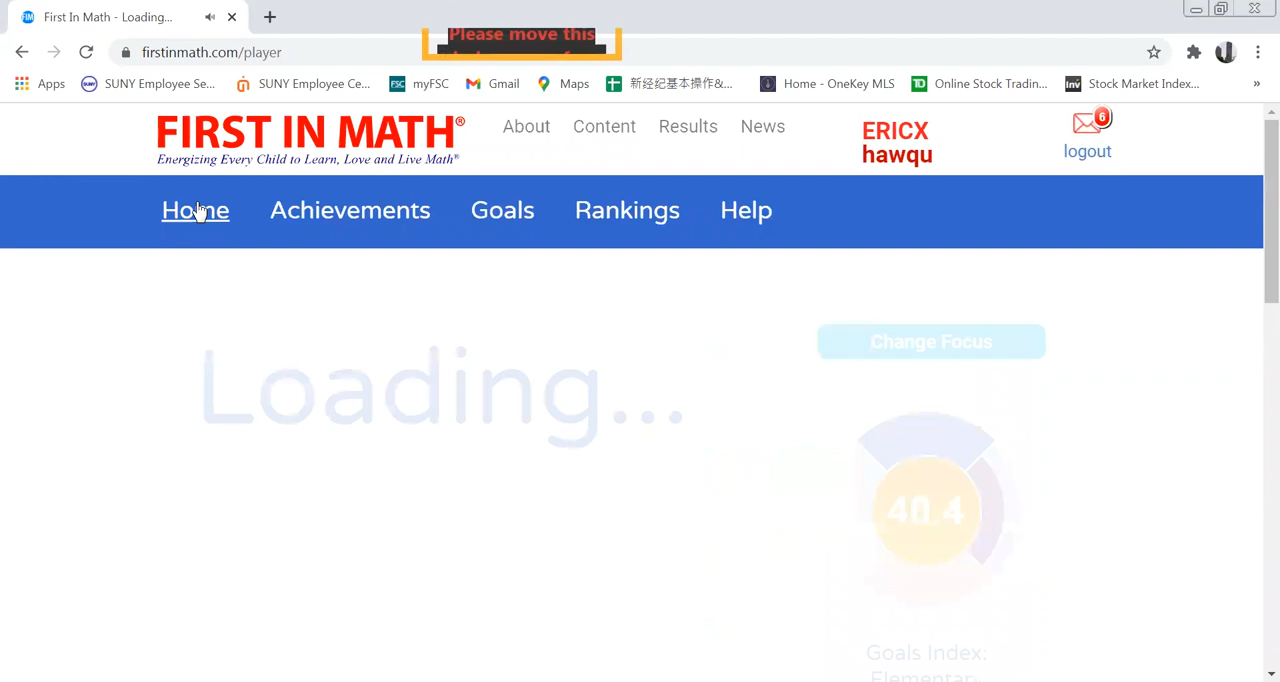 First In Math - Loading...
firstinmath.com/player
Please move this
Apps
SUNY Employee Se...
SUNY Employee Ce...
FSC myFSC
Gmail
Maps
新经纪基本操作&...
Home - OneKey MLS
Online Stock Tradin...
Inv Stock Market Index...
»
FIRST IN MATH®
Energizing Every Child to Learn, Love and Live Math®
About
Content
Results
News
ERICX
hawqu
6
logout
Home
Achievements
Goals
Rankings
Help
Loading...
Change Focus
40.4
Goals Index:
Elementary